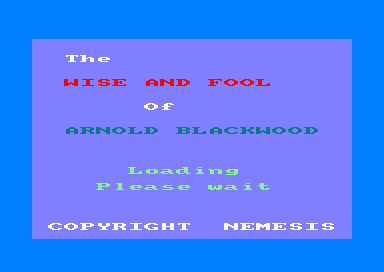 The
WISE AND FOOL
Of
ARNOLD BLACKWOOD
Loading
Please wait
COPYRIGHT NEMESIS